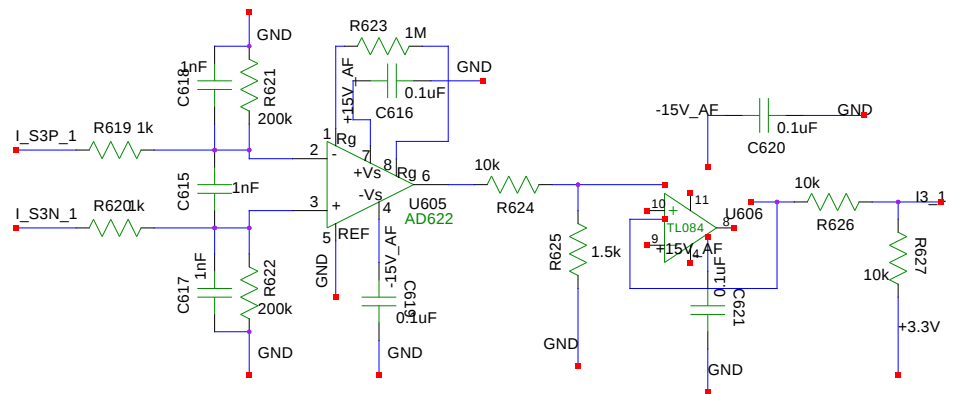 GND
R623
1M
GND
1nF
C618
R621
200k
+15V_AF
0.1uF
C616
-15V_AF
GND
0.1uF
C620
I_S3P_1
R619 1k
1
Rg
2
-
7
+Vs
8
Rg
6
C615
1nF
10k
R624
-Vs
U605
AD622
I_S3N_1
R620
1k
3
+
4
5
REF
10
+
11
TL084
U606
8
9
+15V_AF
4
10k
R626
I3_1
R627
10k
+3.3V
1nF
C617
R622
200k
GND
GND
-15V_AF
C619
0.1uF
GND
R625
1.5k
GND
0.1uF
C621
GND